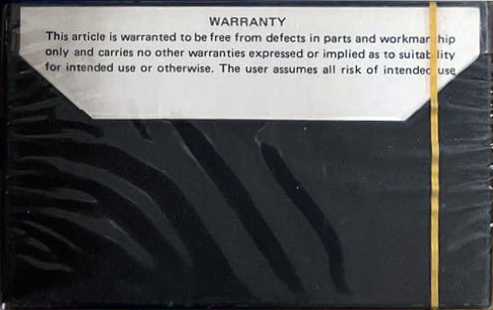 WARRANTY
This article is warranted to be free from defects in parts and workmanship
only and carries no other warranties expressed or implied as to suitability
for intended use or otherwise. The user assumes all risk of intended use